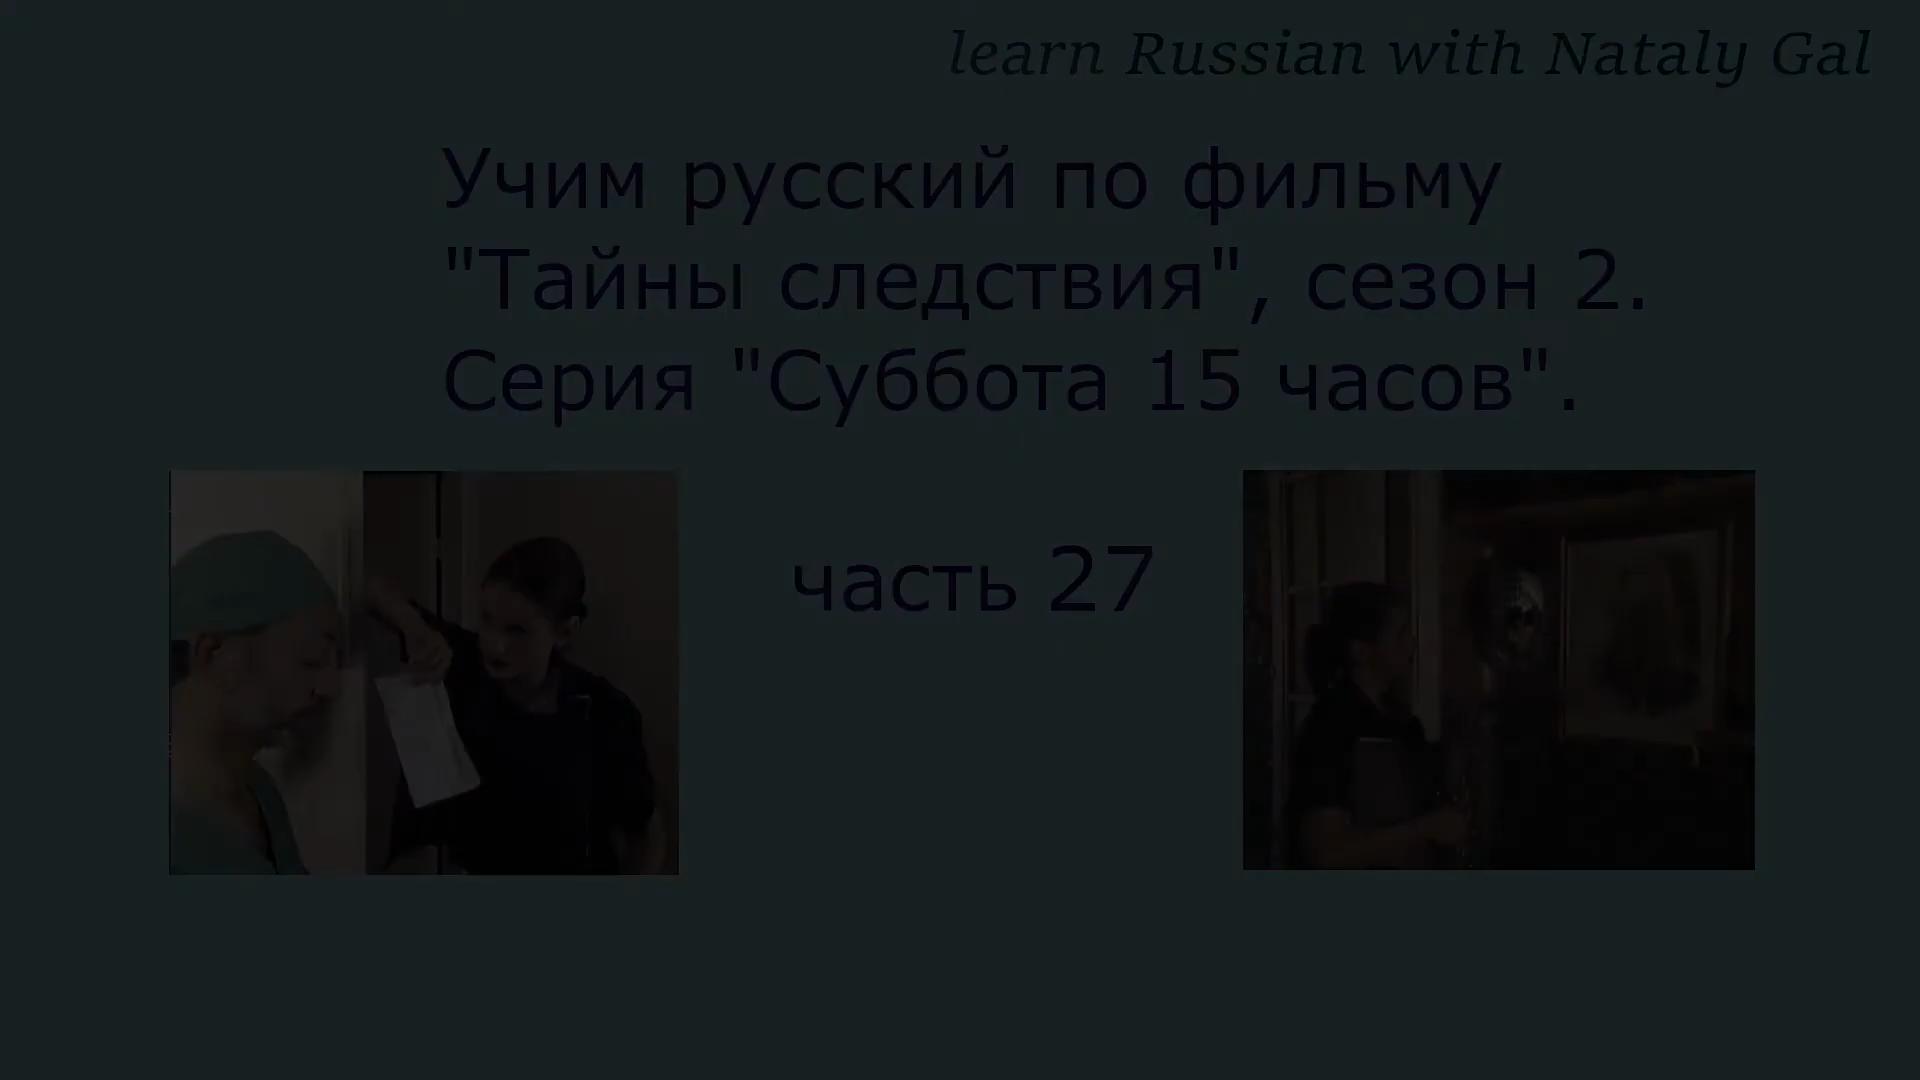 learn Russian with Nataly Gal
Учим русский по фильму
"Тайны следствия", сезон 2.
Серия "Суббота 15 часов".
часть 27